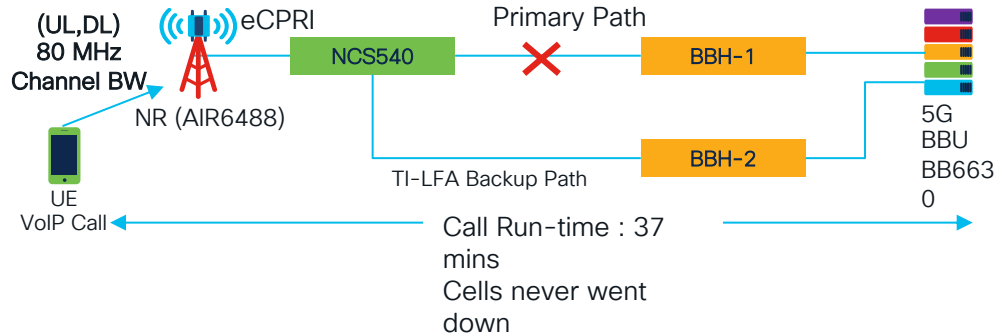 (UL,DL)
80 MHz
Channel BW
eCPRI
NR (AIR6488)
NCS540
Primary Path
BBH-1
BBH-2
TI-LFA Backup Path
5G
BBU
BB663
0
UE
VoIP Call
Call Run-time : 37
mins
Cells never went
down